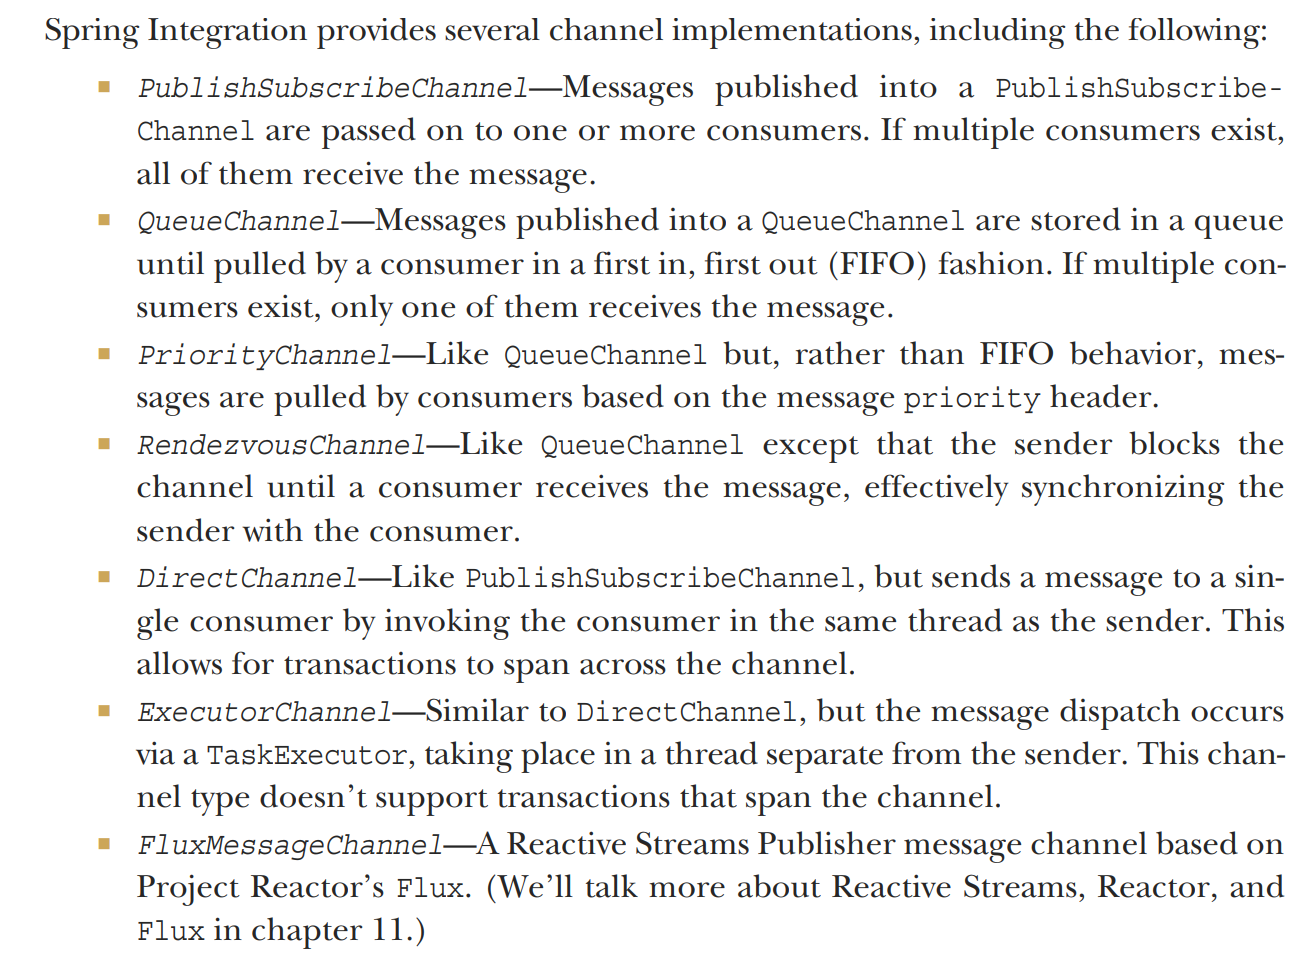 Spring Integration provides several channel implementations, including the following:
■ PublishSubscribeChannel—Messages published into a PublishSubscribe-
Channel are passed on to one or more consumers. If multiple consumers exist,
all of them receive the message.
■ QueueChannel—Messages published into a QueueChannel are stored in a queue
until pulled by a consumer in a first in, first out (FIFO) fashion. If multiple con-
sumers exist, only one of them receives the message.
■ PriorityChannel—Like QueueChannel but, rather than FIFO behavior, mes-
sages are pulled by consumers based on the message priority header.
■ RendezvousChannel—Like QueueChannel except that the sender blocks the
channel until a consumer receives the message, effectively synchronizing the
sender with the consumer.
■ DirectChannel—Like PublishSubscribeChannel, but sends a message to a sin-
gle consumer by invoking the consumer in the same thread as the sender. This
allows for transactions to span across the channel.
■ ExecutorChannel—Similar to DirectChannel, but the message dispatch occurs
via a TaskExecutor, taking place in a thread separate from the sender. This chan-
nel type doesn’t support transactions that span the channel.
■ FluxMessageChannel—A Reactive Streams Publisher message channel based on
Project Reactor’s Flux. (We’ll talk more about Reactive Streams, Reactor, and
Flux in chapter 11.)